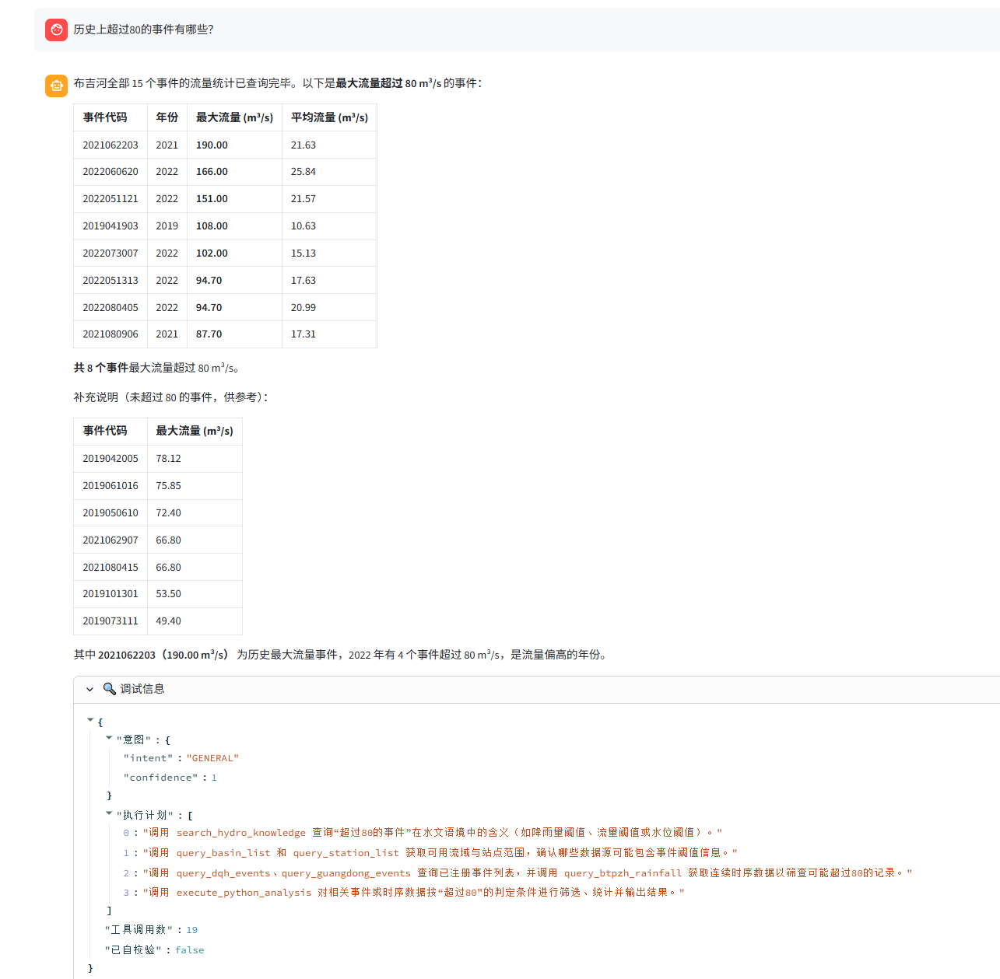 历史上超过80的事件有哪些？
布吉河全部 15 个事件的流量统计已查询完毕。以下是最大流量超过 80 m³/s 的事件：
事件代码 年份 最大流量 (m³/s) 平均流量 (m³/s)
2021062203 2021 190.00 21.63
2022060620 2022 166.00 25.84
2022051121 2022 151.00 21.57
2019041903 2019 108.00 10.63
2022073007 2022 102.00 15.13
2022051313 2022 94.70 17.63
2022080405 2022 94.70 20.99
2021080906 2021 87.70 17.31
共 8 个事件最大流量超过 80 m³/s。
补充说明（未超过 80 的事件，供参考）：
事件代码 最大流量 (m³/s)
2019042005 78.12
2019061016 75.85
2019050610 72.40
2021062907 66.80
2021080415 66.80
2019101301 53.50
2019073111 49.40
其中 2021062203（190.00 m³/s） 为历史最大流量事件，2022 年有 4 个事件超过 80 m³/s，是流量偏高的年份。
调试信息
{
"意图" : {
"intent" : "GENERAL"
"confidence" : 1
}
"执行计划" : [
0 : "调用 search_hydro_knowledge 查询“超过80的事件”在水文语境中的含义（如降雨量阈值、流量阈值或水位阈值）。"
1 : "调用 query_basin_list 和 query_station_list 获取可用流域与站点范围，确认哪些数据源可能包含事件阈值信息。"
2 : "调用 query_dqh_events、query_guangdong_events 查询已注册事件列表，并调用 query_btpzh_rainfall 获取连续时序数据以筛查可能超过80的记录。"
3 : "调用 execute_python_analysis 对相关事件或时序数据按“超过80”的判定条件进行筛选、统计并输出结果。"
]
"工具调用数" : 19
"已自校验" : false
}